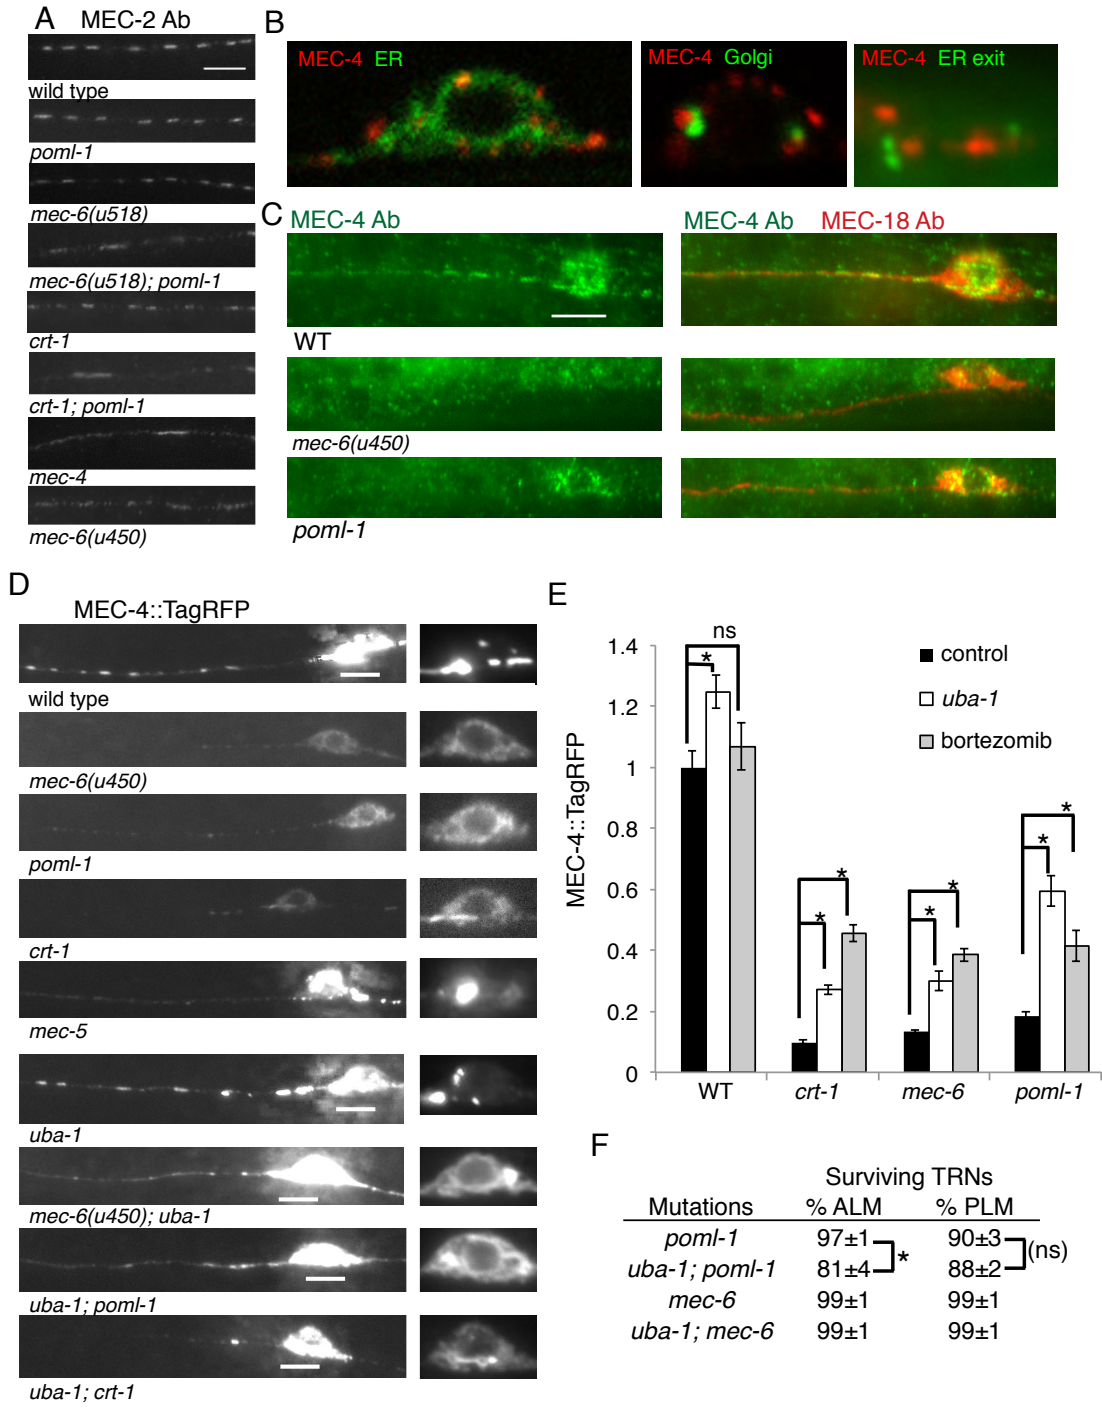 A MEC-2 Ab
wild type
poml-1
mec-6(u518)
mec-6(u518); poml-1
crt-1
crt-1; poml-1
mec-4
mec-6(u450)
B
MEC-4 ER
MEC-4 Golgi
MEC-4 ER exit
C MEC-4 Ab
MEC-4 Ab MEC-18 Ab
WT
mec-6(u450)
poml-1
D
MEC-4::TagRFP
wild type
mec-6(u450)
poml-1
crt-1
mec-5
uba-1
mec-6(u450); uba-1
uba-1; poml-1
uba-1; crt-1
E
MEC-4::TagRFP
1.4
1.2
1
0.8
0.6
0.4
0.2
0
ns
*
* *
* *
* *
control
uba-1
bortezomib
WT crt-1 mec-6 poml-1
F
Surviving TRNs
Mutations % ALM % PLM
poml-1 97±1 90±3
* (ns)
uba-1; poml-1 81±4 88±2
mec-6 99±1 99±1
uba-1; mec-6 99±1 99±1